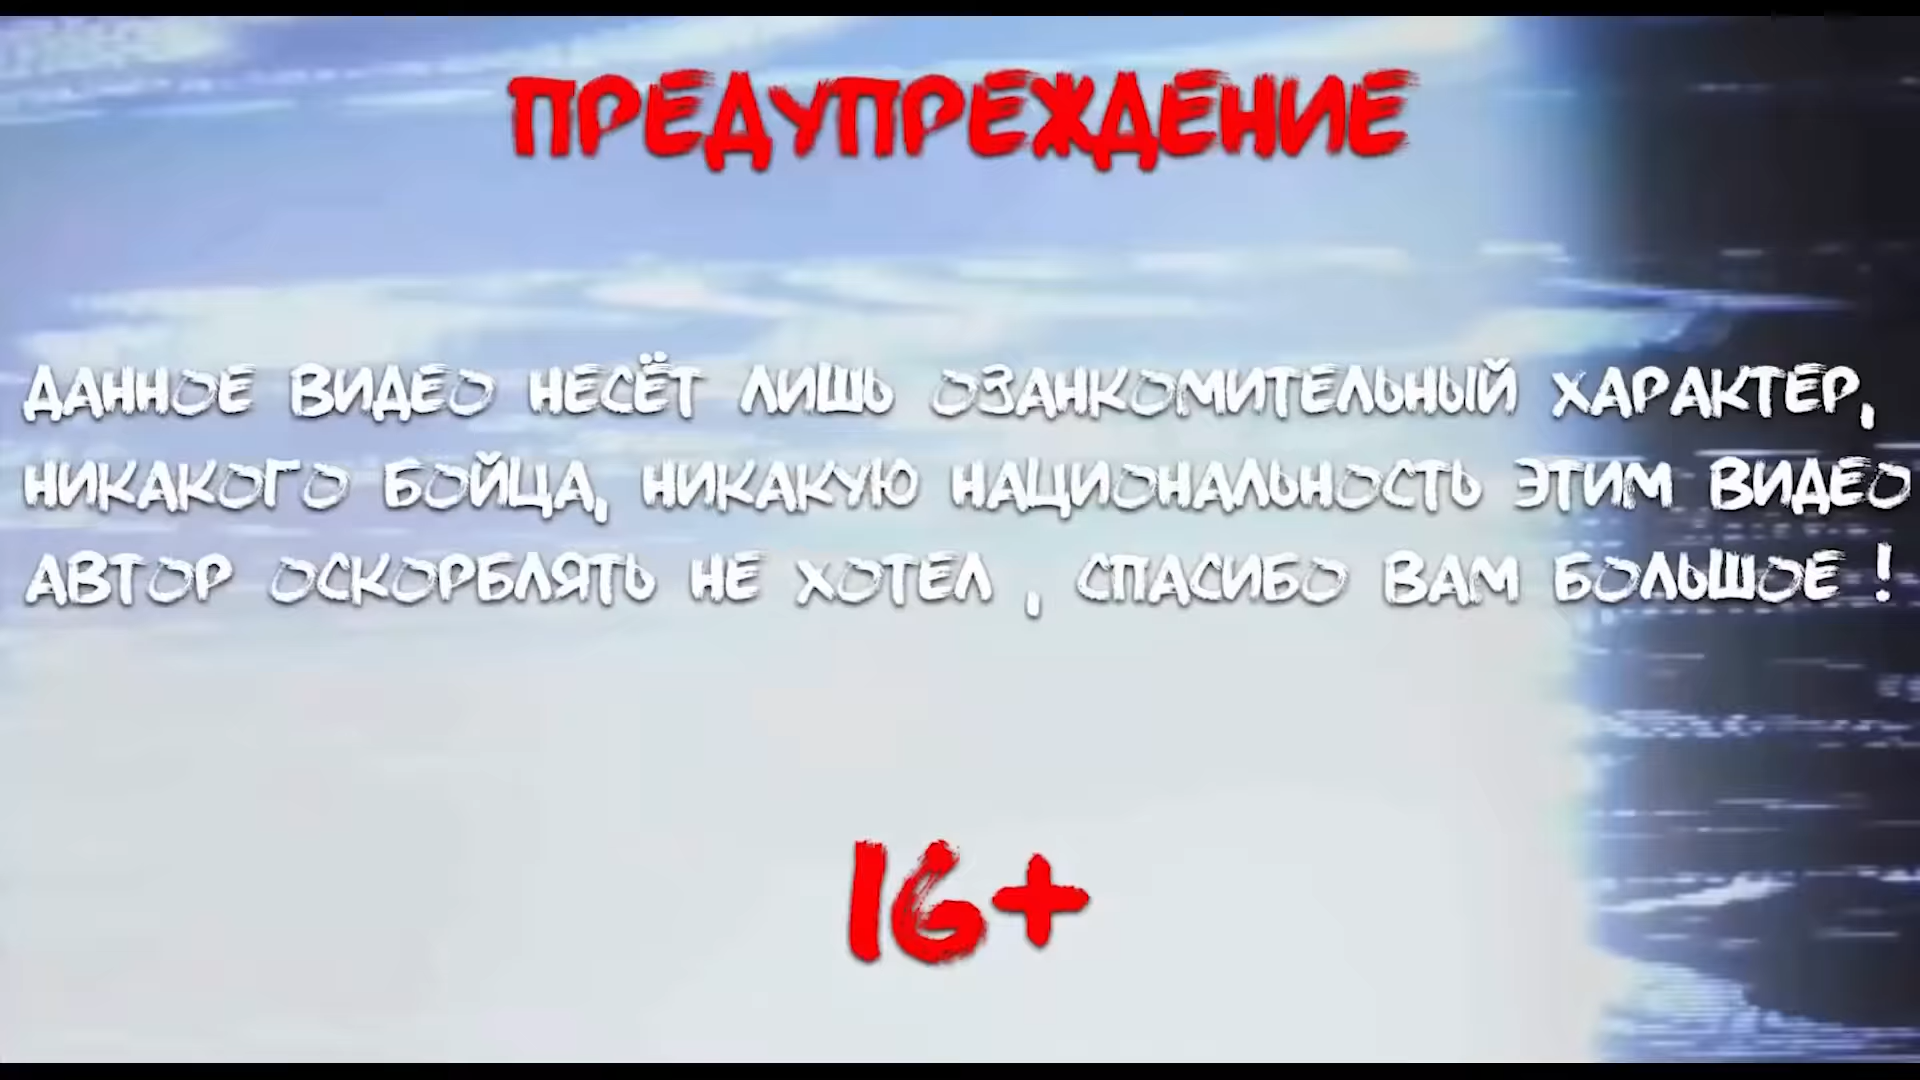 ПРЕДУПРЕЖДЕНИЕ
ДАННОЕ ВИДЕО НЕСЁТ ЛИШЬ ОЗАНКОМИТЕЛЬНЫЙ ХАРАКТЕР,
НИКАКОГО БОЙЦА, НИКАКУЮ НАЦИОНАЛЬНОСТЬ ЭТИМ ВИДЕО
АВТОР ОСКОРБЛЯТЬ НЕ ХОТЕЛ , СПАСИБО ВАМ БОЛЬШОЕ !
16+